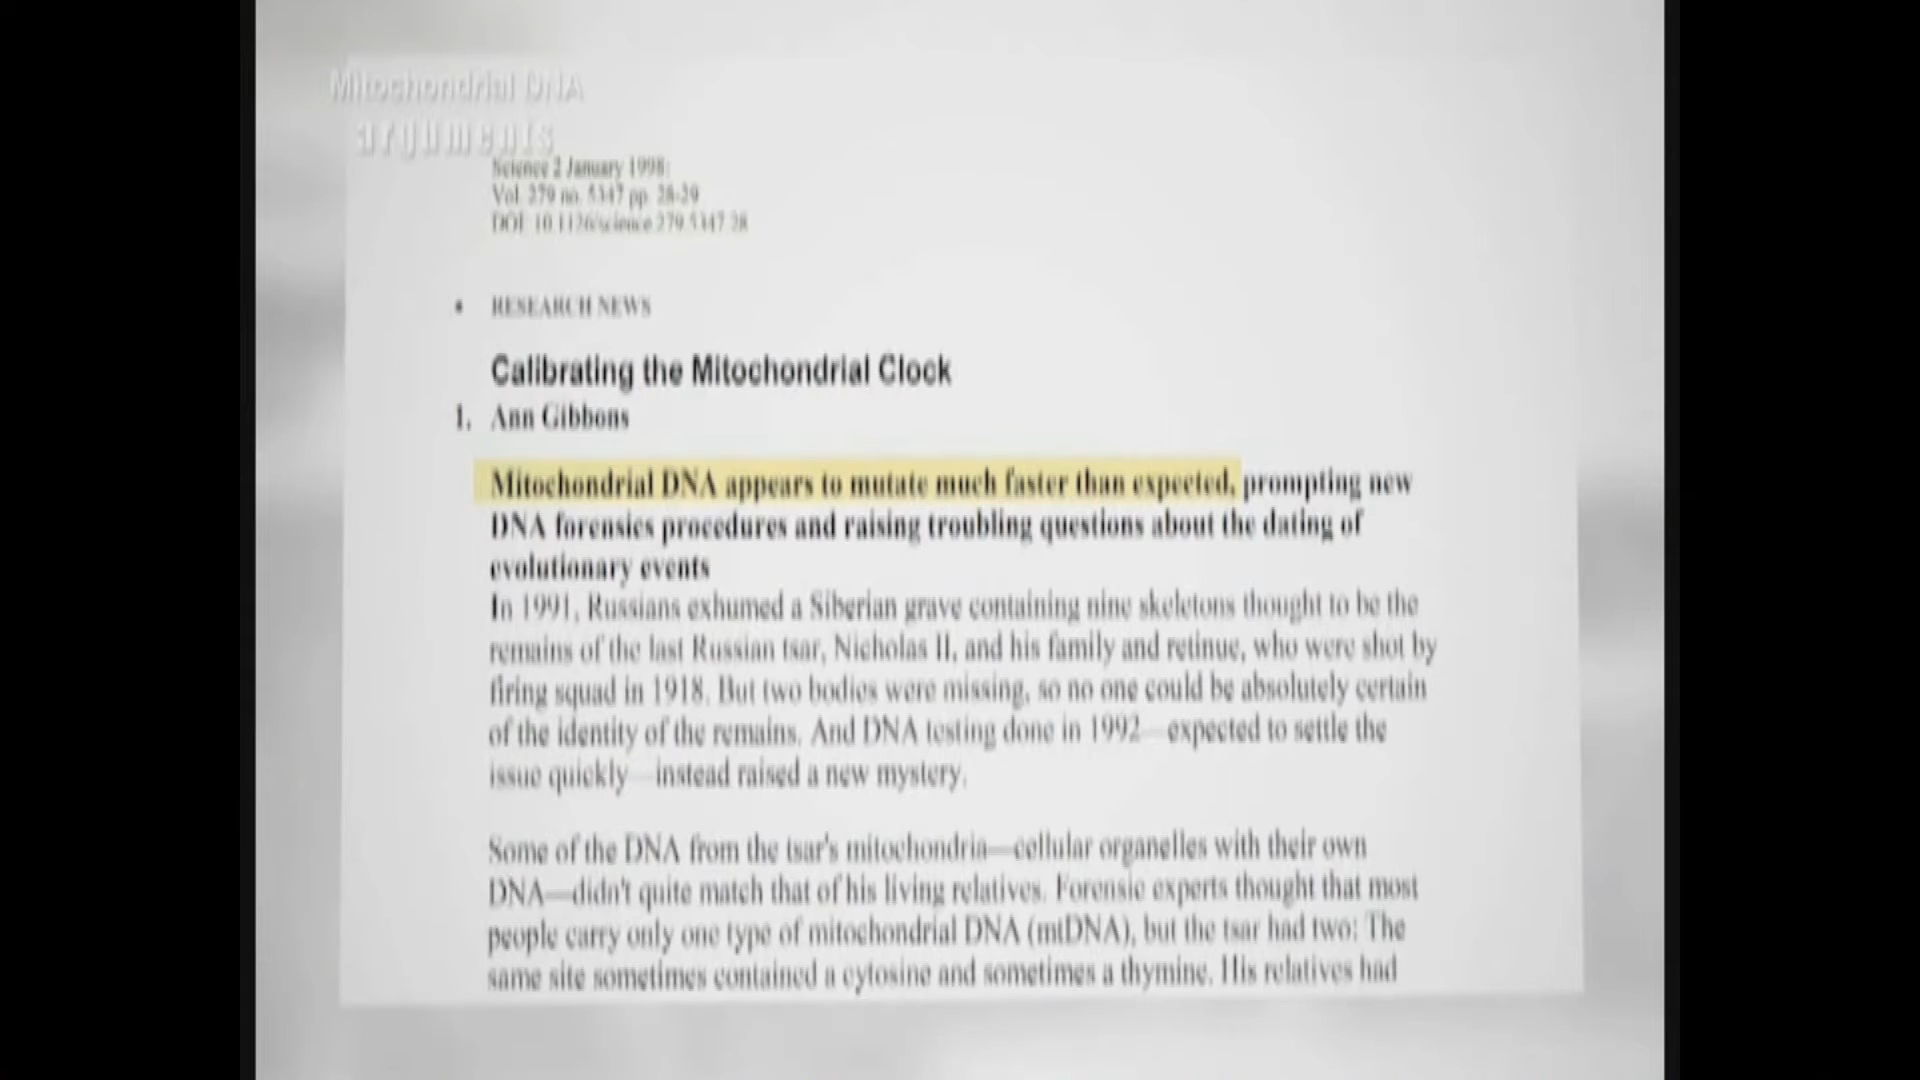 Mitochondrial DNA
arguments
Science 2 January 1998:
Vol. 279 no. 5347 pp. 28-29
DOI: 10.1126/science.279.5347.28
• RESEARCH NEWS
Calibrating the Mitochondrial Clock
1. Ann Gibbons
Mitochondrial DNA appears to mutate much faster than expected, prompting new
DNA forensics procedures and raising troubling questions about the dating of
evolutionary events
In 1991, Russians exhumed a Siberian grave containing nine skeletons thought to be the
remains of the last Russian tsar, Nicholas II, and his family and retinue, who were shot by
firing squad in 1918. But two bodies were missing, so no one could be absolutely certain
of the identity of the remains. And DNA testing done in 1992—expected to settle the
issue quickly—instead raised a new mystery.
Some of the DNA from the tsar's mitochondria—cellular organelles with their own
DNA—didn't quite match that of his living relatives. Forensic experts thought that most
people carry only one type of mitochondrial DNA (mtDNA), but the tsar had two: The
same site sometimes contained a cytosine and sometimes a thymine. His relatives had